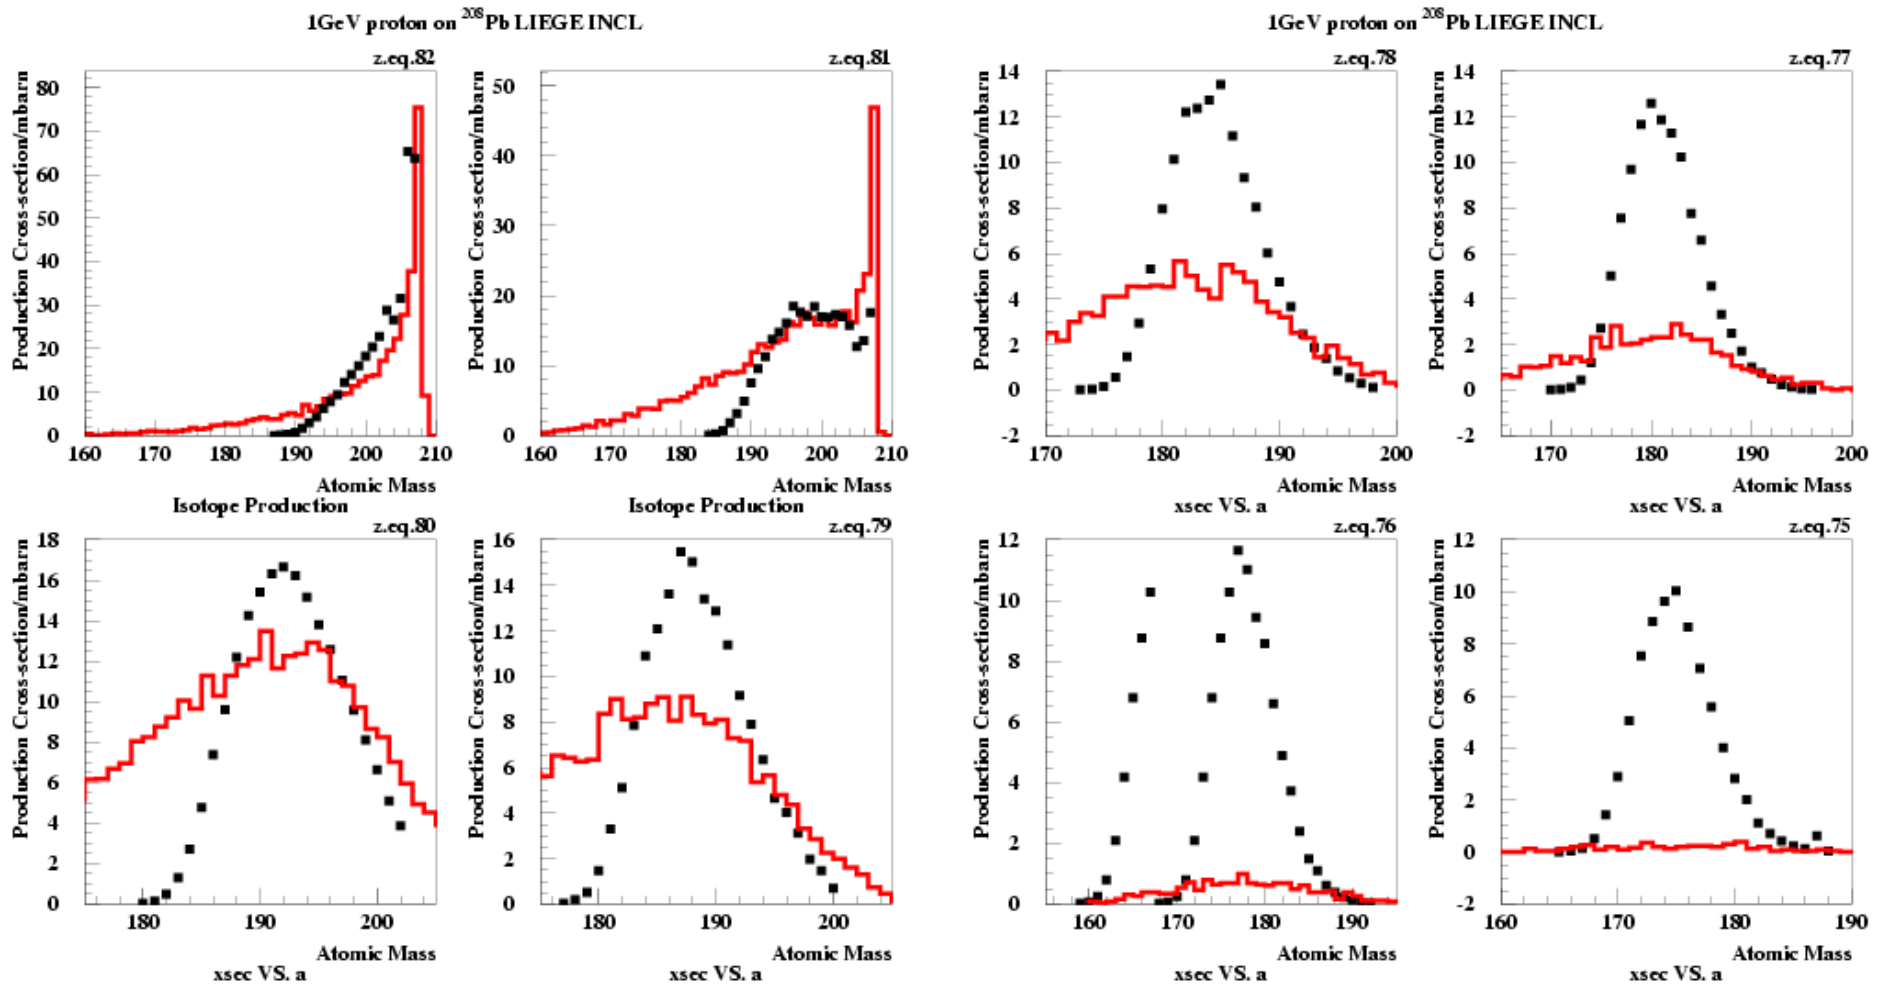 1GeV proton on 208Pb LIEGE INCL
z.eq.82
Production Cross-section/mbarn
80
70
60
50
40
30
20
10
0
160 170 180 190 200 210
Atomic Mass
Isotope Production
z.eq.81
Production Cross-section/mbarn
50
40
30
20
10
0
160 170 180 190 200 210
Atomic Mass
Isotope Production
z.eq.80
Production Cross-section/mbarn
18
16
14
12
10
8
6
4
2
0
180 190 200
Atomic Mass
xsec VS. a
z.eq.79
Production Cross-section/mbarn
16
14
12
10
8
6
4
2
0
180 190 200
Atomic Mass
xsec VS. a
1GeV proton on 208Pb LIEGE INCL
z.eq.78
Production Cross-section/mbarn
14
12
10
8
6
4
2
0
-2
170 180 190 200
Atomic Mass
xsec VS. a
z.eq.77
Production Cross-section/mbarn
14
12
10
8
6
4
2
0
-2
170 180 190 200
Atomic Mass
xsec VS. a
z.eq.76
Production Cross-section/mbarn
12
10
8
6
4
2
0
160 170 180 190
Atomic Mass
xsec VS. a
z.eq.75
Production Cross-section/mbarn
12
10
8
6
4
2
0
-2
160 170 180 190
Atomic Mass
xsec VS. a